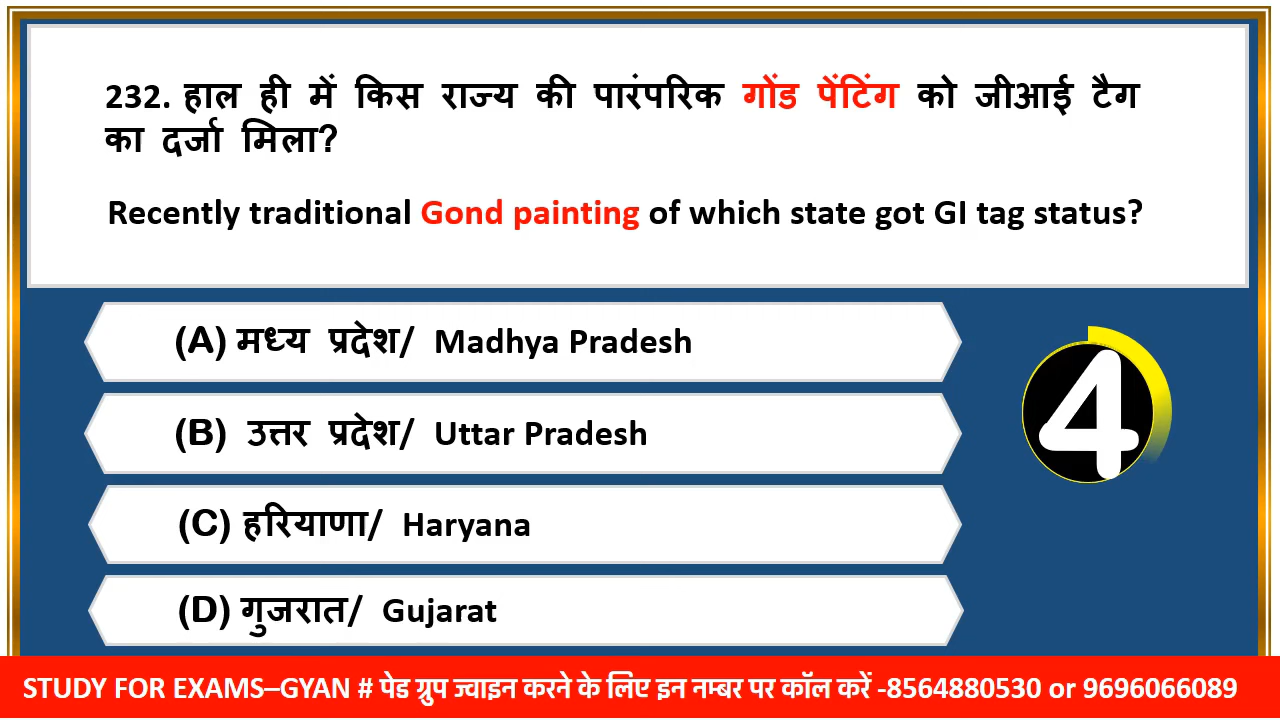 232. हाल ही में किस राज्य की पारंपरिक गोंड पेंटिंग को जीआई टैग
का दर्जा मिला?
Recently traditional Gond painting of which state got GI tag status?
(A) मध्य प्रदेश/ Madhya Pradesh
(B) उत्तर प्रदेश/ Uttar Pradesh
(C) हरियाणा/ Haryana
(D) गुजरात/ Gujarat
4
STUDY FOR EXAMS–GYAN # पेड ग्रुप ज्वाइन करने के लिए इन नम्बर पर कॉल करें -8564880530 or 9696066089